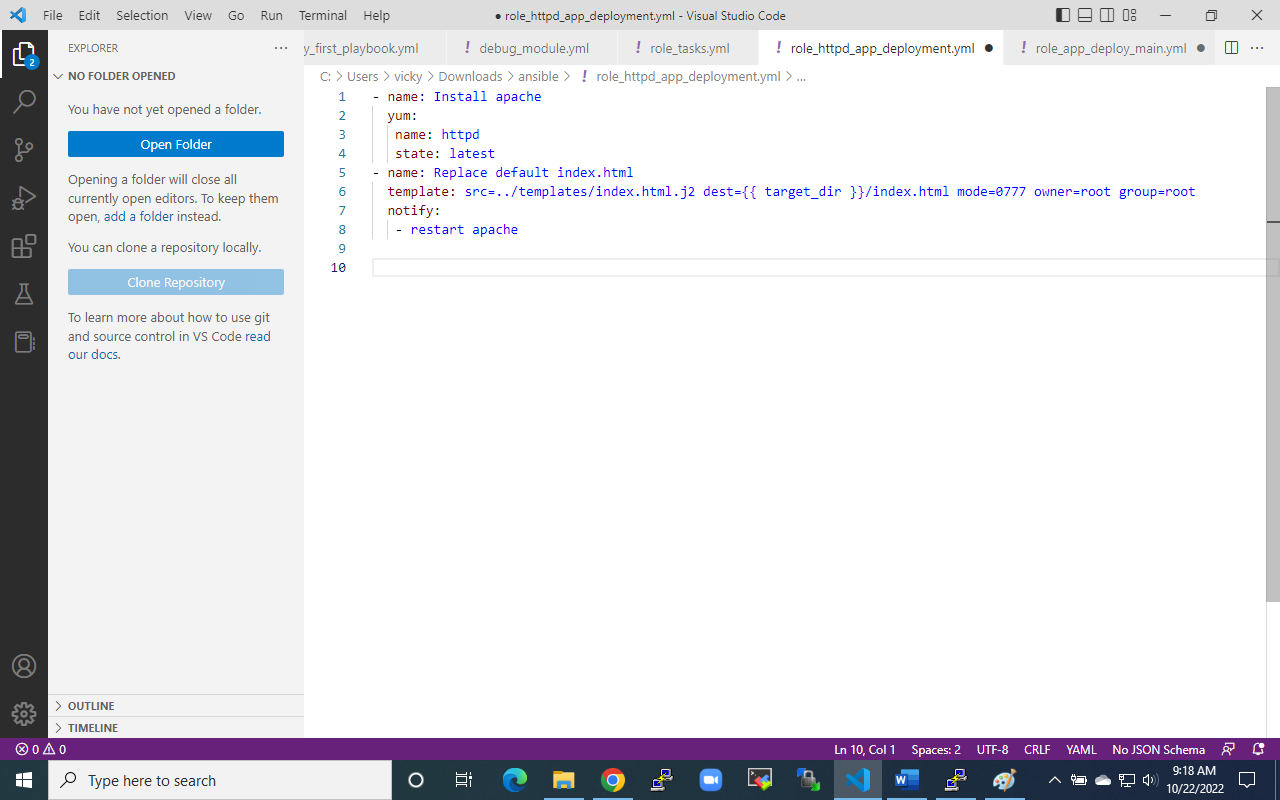 File Edit Selection View Go Run Terminal Help
● role_httpd_app_deployment.yml - Visual Studio Code
EXPLORER
y_first_playbook.yml ! debug_module.yml ! role_tasks.yml ! role_httpd_app_deployment.yml ● ! role_app_deploy_main.yml ●
2
NO FOLDER OPENED
C: > Users > vicky > Downloads > ansible > ! role_httpd_app_deployment.yml > ...
You have not yet opened a folder.
Open Folder
Opening a folder will close all
currently open editors. To keep them
open, add a folder instead.
You can clone a repository locally.
Clone Repository
To learn more about how to use git
and source control in VS Code read
our docs.
OUTLINE
TIMELINE
1 - name: Install apache
2   yum:
3    name: httpd
4    state: latest
5 - name: Replace default index.html
6   template: src=../templates/index.html.j2 dest={{ target_dir }}/index.html mode=0777 owner=root group=root
7   notify:
8    - restart apache
9
10
0 0
Ln 10, Col 1 Spaces: 2 UTF-8 CRLF YAML No JSON Schema
Type here to search
9:18 AM
10/22/2022